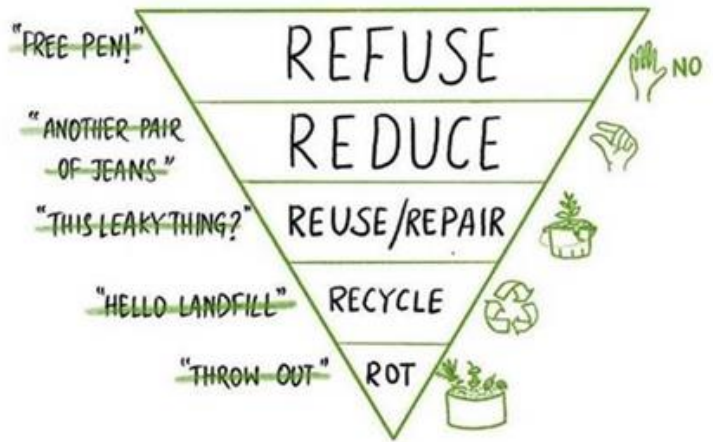 "FREE PEN!"
REFUSE
NO
"ANOTHER PAIR
OF JEANS"
REDUCE
"THIS LEAKY THING?"
REUSE/REPAIR
"HELLO LANDFILL"
RECYCLE
"THROW OUT"
ROT